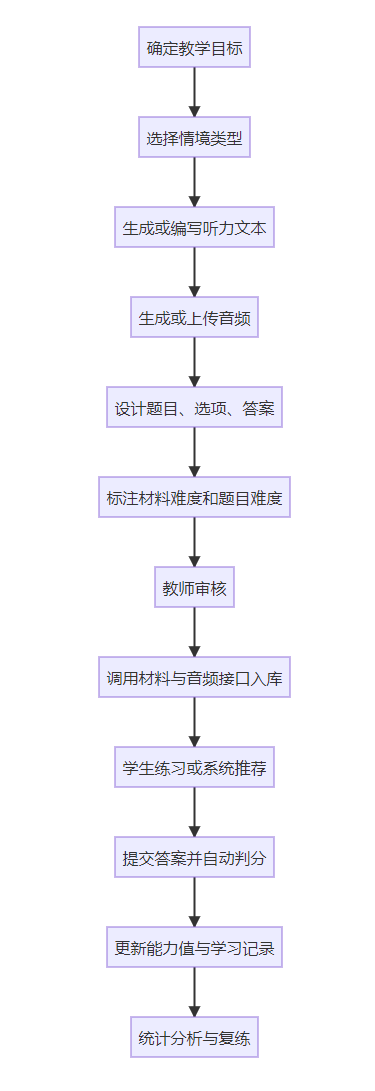 确定教学目标
选择情境类型
生成或编写听力文本
生成或上传音频
设计题目、选项、答案
标注材料难度和题目难度
教师审核
调用材料与音频接口入库
学生练习或系统推荐
提交答案并自动判分
更新能力值与学习记录
统计分析与复练